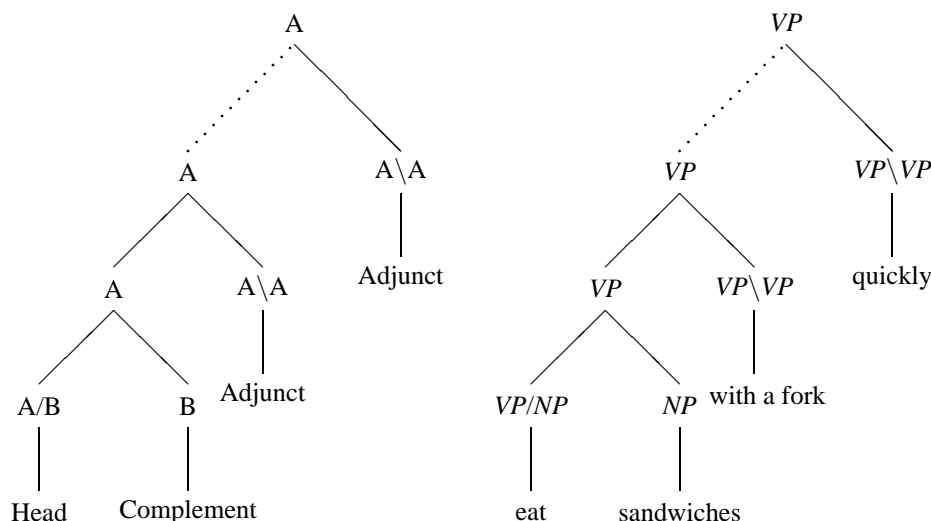 A VP
A A\A VP VP\VP
Adjunct quickly
A A\A VP VP\VP
A/B B Adjunct VP/NP NP with a fork
Head Complement eat sandwiches